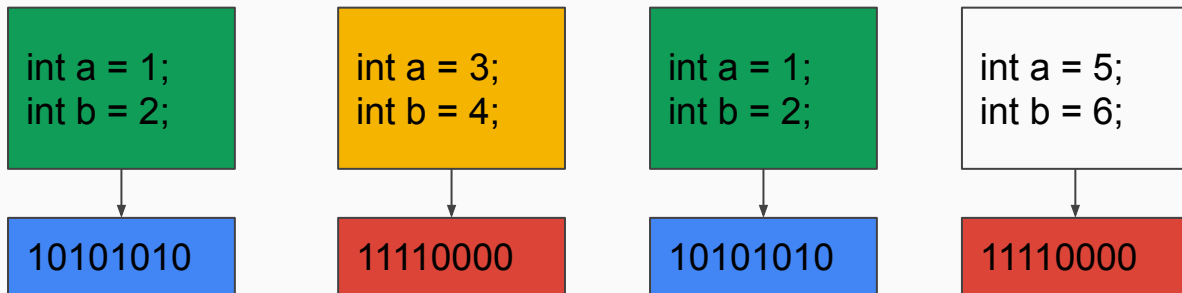 int a = 1;
int b = 2;
int a = 3;
int b = 4;
int a = 1;
int b = 2;
int a = 5;
int b = 6;
10101010
11110000
10101010
11110000